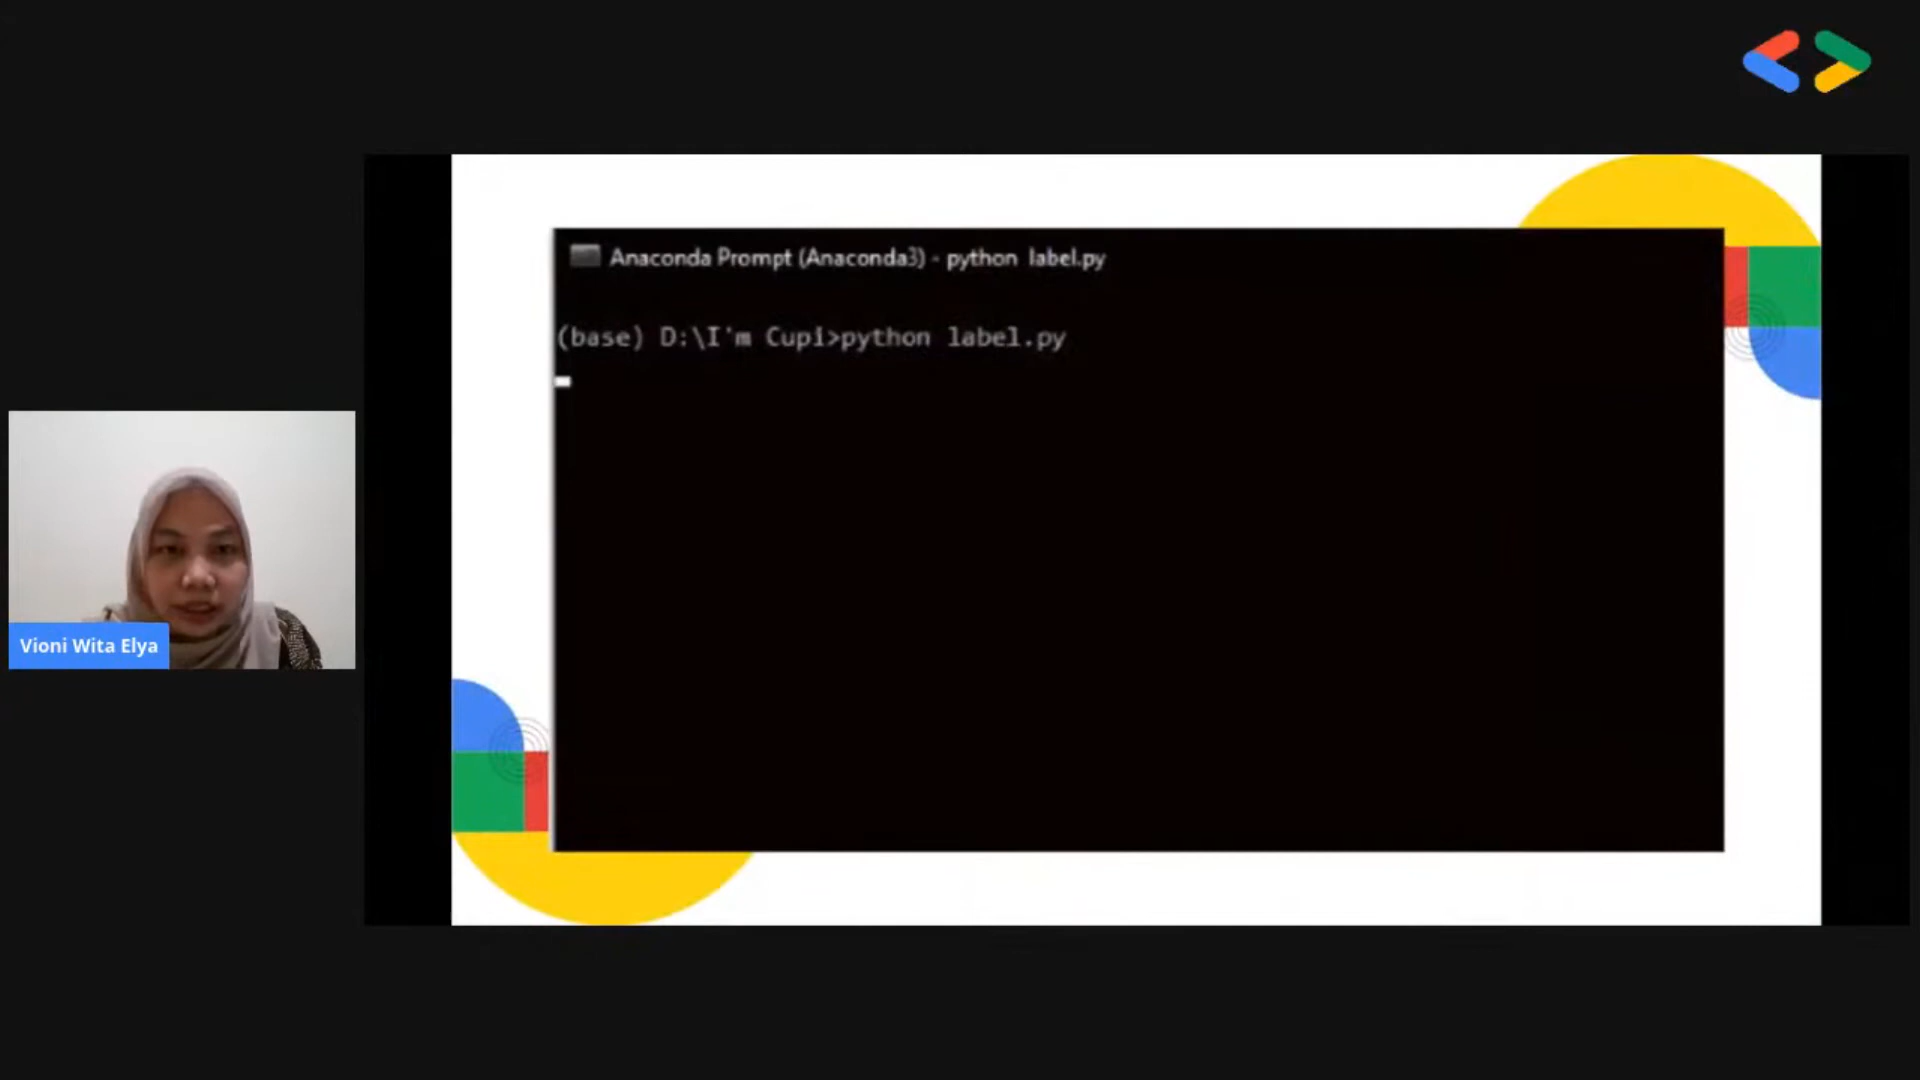 Anaconda Prompt (Anaconda3) - python label.py
(base) D:\I'm Cupi>python label.py
Vioni Wita Elya